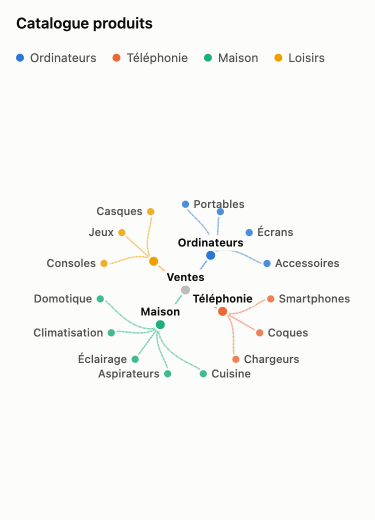 Catalogue produits
Ordinateurs
Téléphonie
Maison
Loisirs
Casques
Portables
Jeux
Écrans
Ordinateurs
Consoles
Accessoires
Ventes
Domotique
Téléphonie
Smartphones
Maison
Climatisation
Coques
Éclairage
Chargeurs
Aspirateurs
Cuisine